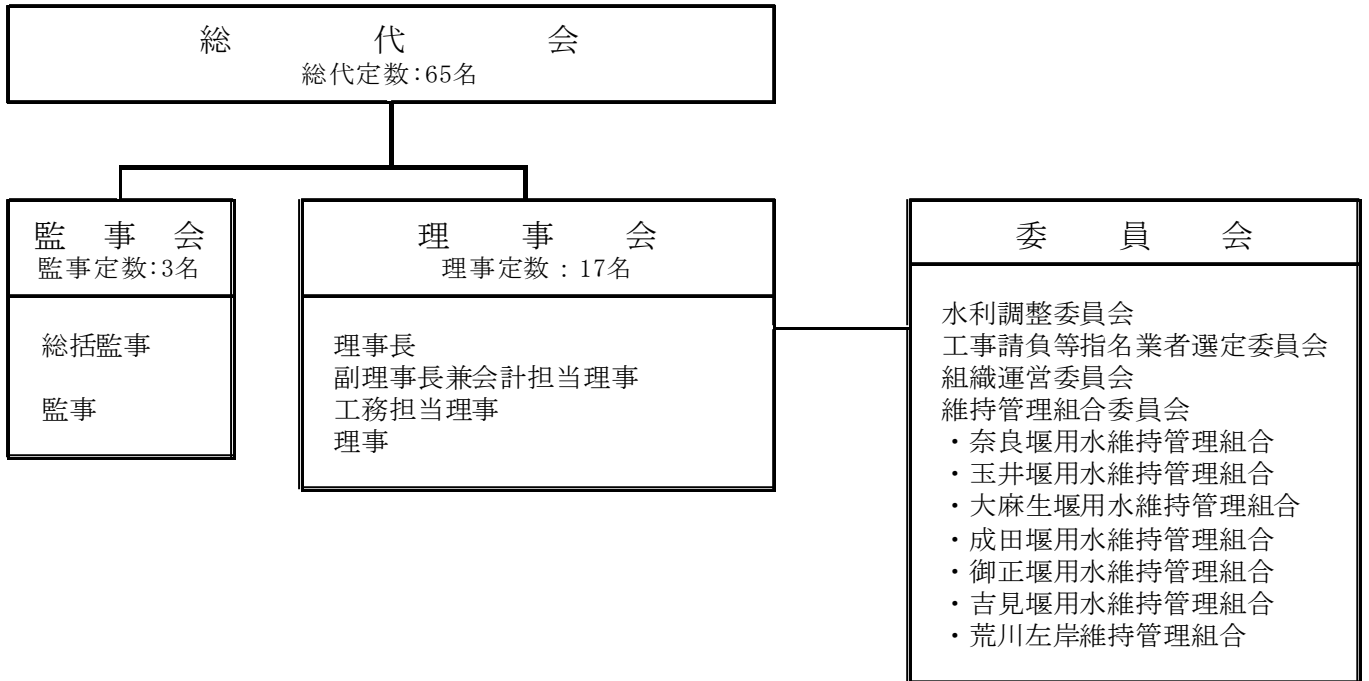 総代会
総代定数:65名
監事会
監事定数:3名
総括監事
監事
理事会
理事定数：17名
理事長
副理事長兼会計担当理事
工務担当理事
理事
委員会
水利調整委員会
工事請負等指名業者選定委員会
組織運営委員会
維持管理組合委員会
・奈良堰用水維持管理組合
・玉井堰用水維持管理組合
・大麻生堰用水維持管理組合
・成田堰用水維持管理組合
・御正堰用水維持管理組合
・吉見堰用水維持管理組合
・荒川左岸維持管理組合